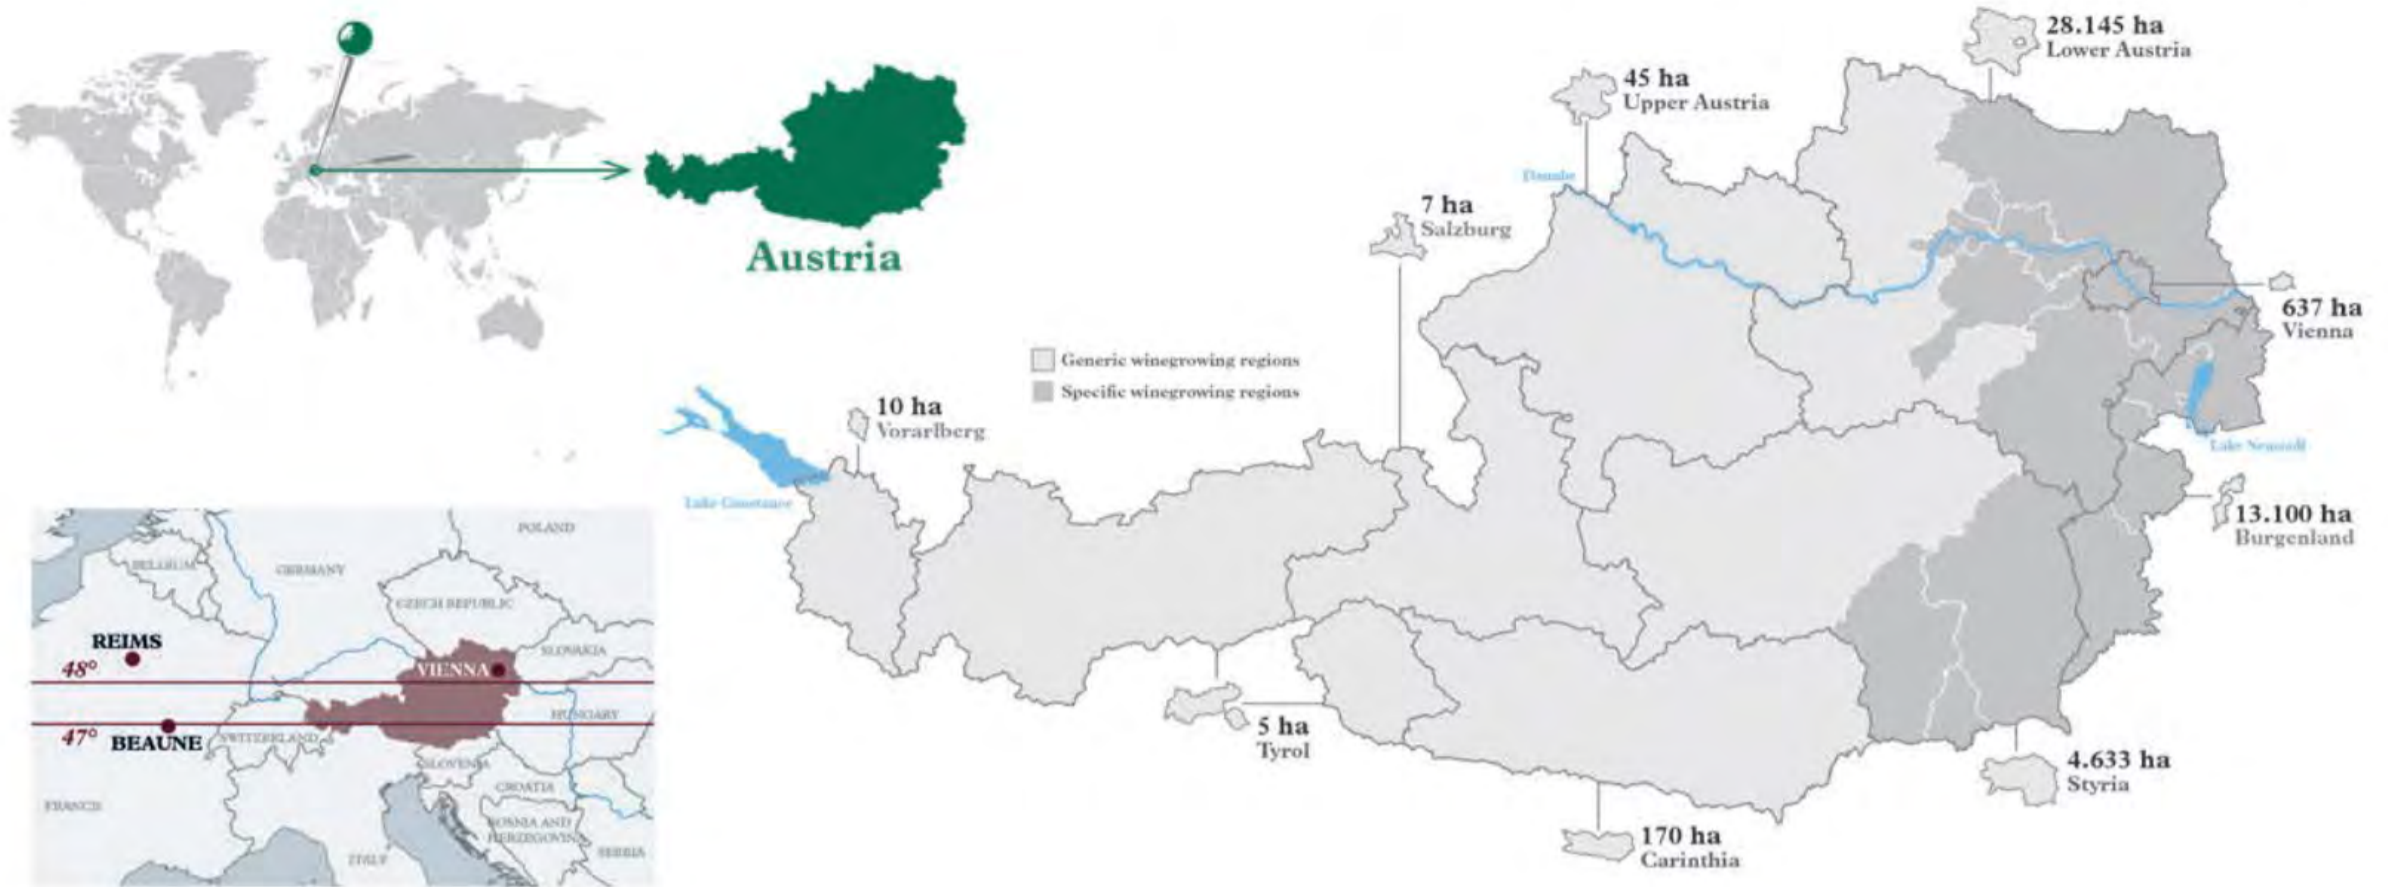 28.145 ha
Lower Austria
45 ha
Upper Austria
Danube
7 ha
Salzburg
Austria
637 ha
Vienna
Generic winegrowing regions
Specific winegrowing regions
10 ha
Vorarlberg
Lake Constance
Lake Neusiedl
13.100 ha
Burgenland
5 ha
Tyrol
4.633 ha
Styria
170 ha
Carinthia
POLAND
BELGIUM
GERMANY
CZECH REPUBLIC
REIMS
48°
VIENNA
SLOVAKIA
47°
BEAUNE
SWITZERLAND
HUNGARY
SLOVENIA
CROATIA
FRANCE
BOSNIA AND
HERZEGOVINA
ITALY
SERBIA